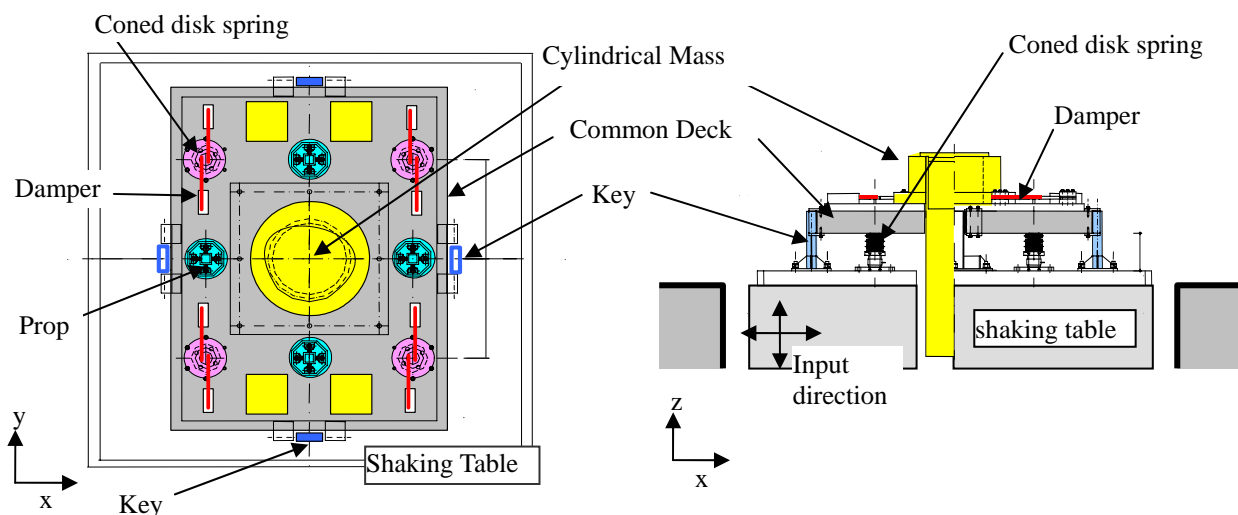 Coned disk spring
Cylindrical Mass
Coned disk spring
Common Deck
Damper
Damper
Key
Prop
shaking table
Input
direction
y
x
Shaking Table
Key
z
x